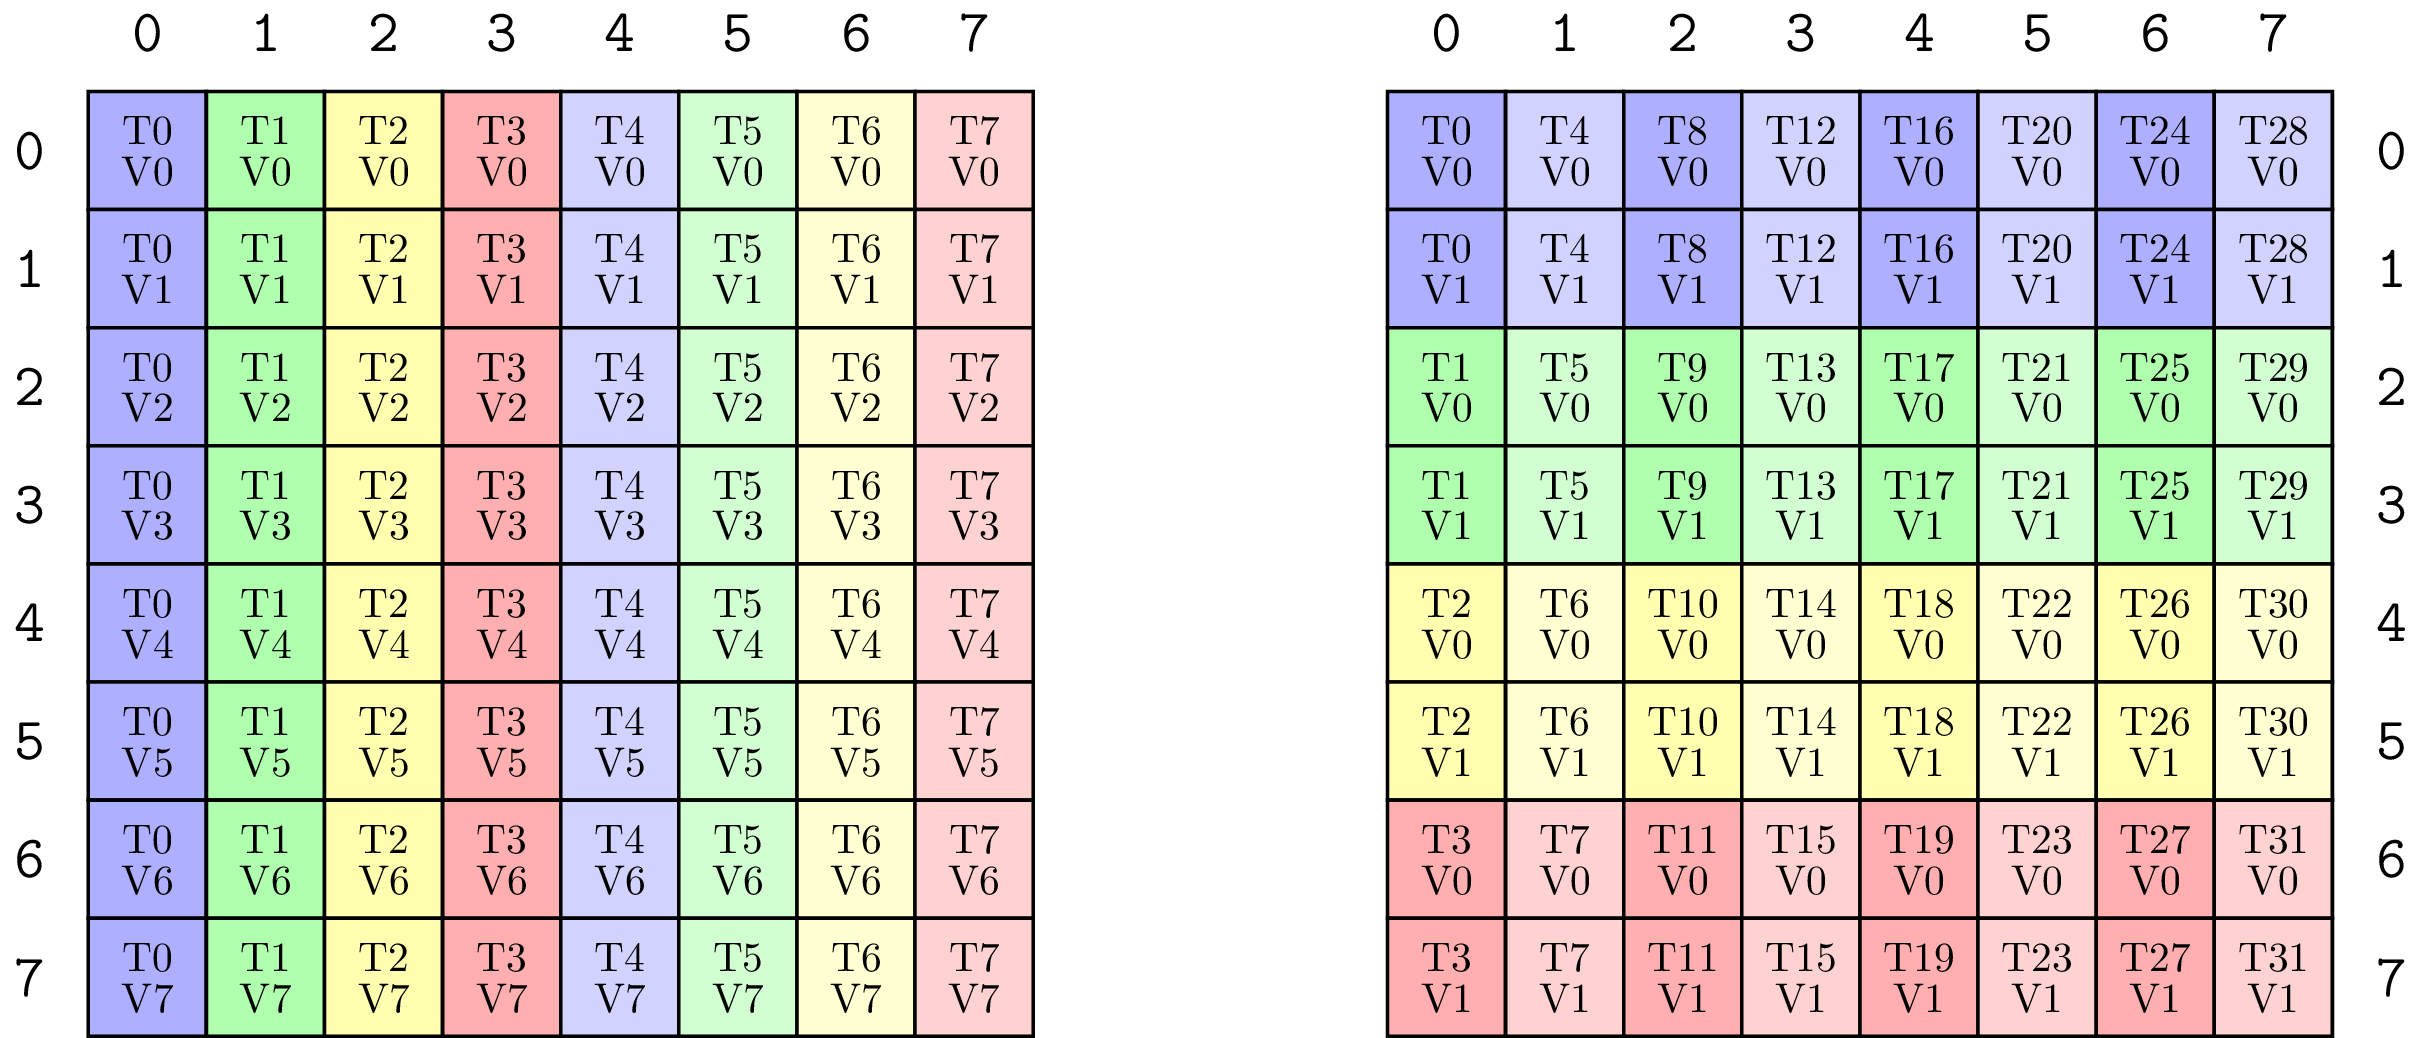 0 1 2 3 4 5 6 7
0 T0 T1 T2 T3 T4 T5 T6 T7
V0 V0 V0 V0 V0 V0 V0 V0
1 T0 T1 T2 T3 T4 T5 T6 T7
V1 V1 V1 V1 V1 V1 V1 V1
2 T0 T1 T2 T3 T4 T5 T6 T7
V2 V2 V2 V2 V2 V2 V2 V2
3 T0 T1 T2 T3 T4 T5 T6 T7
V3 V3 V3 V3 V3 V3 V3 V3
4 T0 T1 T2 T3 T4 T5 T6 T7
V4 V4 V4 V4 V4 V4 V4 V4
5 T0 T1 T2 T3 T4 T5 T6 T7
V5 V5 V5 V5 V5 V5 V5 V5
6 T0 T1 T2 T3 T4 T5 T6 T7
V6 V6 V6 V6 V6 V6 V6 V6
7 T0 T1 T2 T3 T4 T5 T6 T7
V7 V7 V7 V7 V7 V7 V7 V7
0 1 2 3 4 5 6 7
T0 T4 T8 T12 T16 T20 T24 T28 0
V0 V0 V0 V0 V0 V0 V0 V0
T0 T4 T8 T12 T16 T20 T24 T28 1
V1 V1 V1 V1 V1 V1 V1 V1
T1 T5 T9 T13 T17 T21 T25 T29 2
V0 V0 V0 V0 V0 V0 V0 V0
T1 T5 T9 T13 T17 T21 T25 T29 3
V1 V1 V1 V1 V1 V1 V1 V1
T2 T6 T10 T14 T18 T22 T26 T30 4
V0 V0 V0 V0 V0 V0 V0 V0
T2 T6 T10 T14 T18 T22 T26 T30 5
V1 V1 V1 V1 V1 V1 V1 V1
T3 T7 T11 T15 T19 T23 T27 T31 6
V0 V0 V0 V0 V0 V0 V0 V0
T3 T7 T11 T15 T19 T23 T27 T31 7
V1 V1 V1 V1 V1 V1 V1 V1